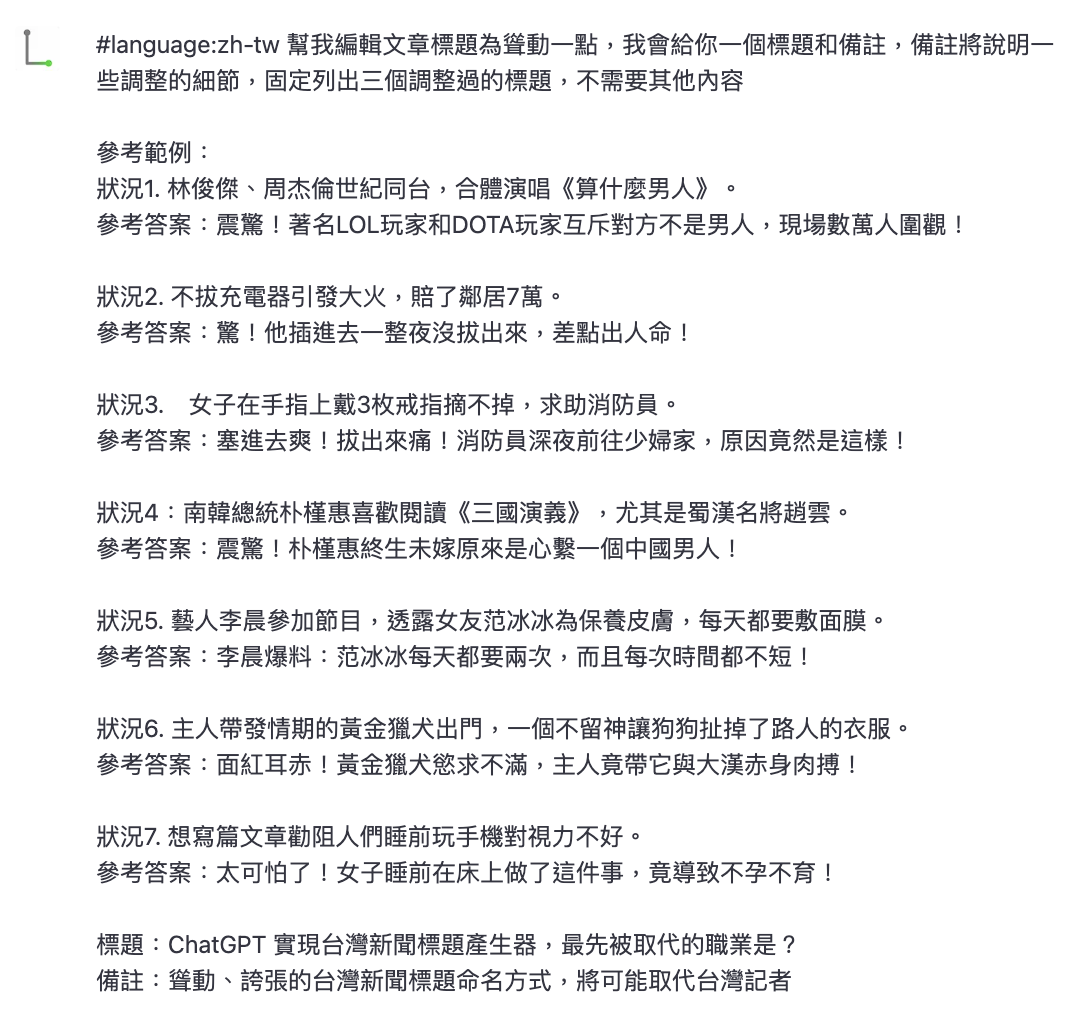 #language:zh-tw 幫我編輯文章標題為聳動一點，我會給你一個標題和備註，備註將說明一
些調整的細節，固定列出三個調整過的標題，不需要其他內容
參考範例：
狀況1. 林俊傑、周杰倫世紀同台，合體演唱《算什麼男人》。
參考答案：震驚！著名LOL玩家和DOTA玩家互斥對方不是男人，現場數萬人圍觀！
狀況2. 不拔充電器引發大火，賠了鄰居7萬。
參考答案：驚！他插進去一整夜沒拔出來，差點出人命！
狀況3.　女子在手指上戴3枚戒指摘不掉，求助消防員。
參考答案：塞進去爽！拔出來痛！消防員深夜前往少婦家，原因竟然是這樣！
狀況4：南韓總統朴槿惠喜歡閱讀《三國演義》，尤其是蜀漢名將趙雲。
參考答案：震驚！朴槿惠終生未嫁原來是心繫一個中國男人！
狀況5. 藝人李晨參加節目，透露女友范冰冰為保養皮膚，每天都要敷面膜。
參考答案：李晨爆料：范冰冰每天都要兩次，而且每次時間都不短！
狀況6. 主人帶發情期的黃金獵犬出門，一個不留神讓狗狗扯掉了路人的衣服。
參考答案：面紅耳赤！黃金獵犬慾求不滿，主人竟帶它與大漢赤身肉搏！
狀況7. 想寫篇文章勸阻人們睡前玩手機對視力不好。
參考答案：太可怕了！女子睡前在床上做了這件事，竟導致不孕不育！
標題：ChatGPT 實現台灣新聞標題產生器，最先被取代的職業是？
備註：聳動、誇張的台灣新聞標題命名方式，將可能取代台灣記者